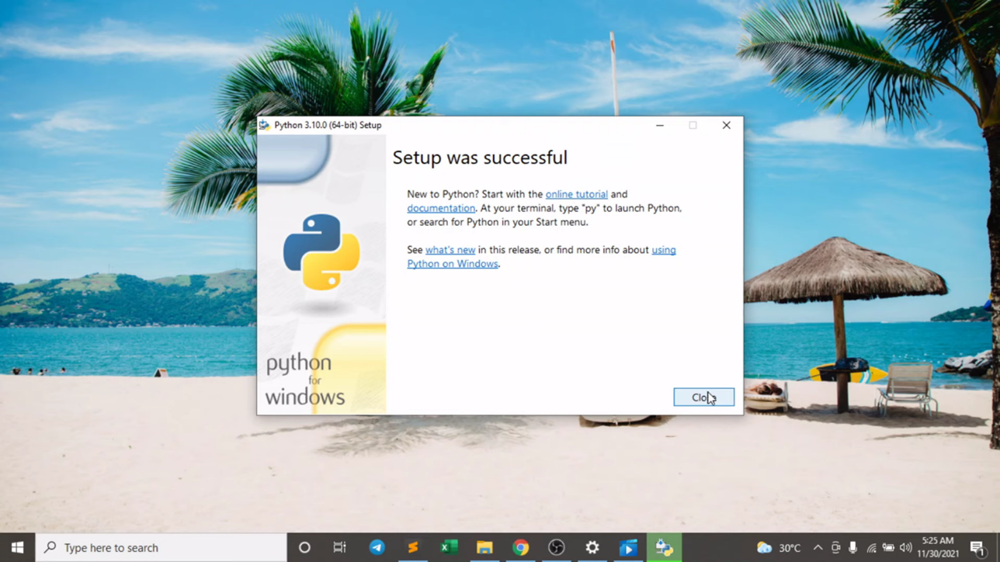 Python 3.10.0 (64-bit) Setup
Setup was successful
New to Python? Start with the online tutorial and
documentation. At your terminal, type "py" to launch Python,
or search for Python in your Start menu.
See what's new in this release, or find more info about using
Python on Windows.
python
for
windows
Close
Type here to search
30°C
5:25 AM
11/30/2021
1